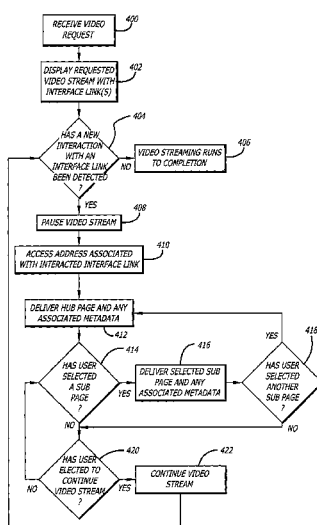 RECEIVE VIDEO
REQUEST
400
DISPLAY REQUESTED
VIDEO STREAM WITH
INTERFACE LINK(S)
402
HAS A NEW
INTERACTION
WITH AN
INTERFACE LINK
BEEN DETECTED
?
404
NO
VIDEO STREAMING RUNS
TO COMPLETION
406
YES
PAUSE VIDEO STREAM
408
ACCESS ADDRESS ASSOCIATED
WITH INTERACTED INTERFACE LINK
410
DELIVER HUB PAGE AND ANY
ASSOCIATED METADATA
412
HAS USER
SELECTED
A SUB
PAGE
?
414
YES
DELIVER SELECTED SUB
PAGE AND ANY
ASSOCIATED METADATA
416
YES
HAS USER
SELECTED
ANOTHER
SUB PAGE
?
418
NO
NO
HAS USER
ELECTED TO
CONTINUE
VIDEO STREAM
?
420
NO
YES
CONTINUE VIDEO
STREAM
422